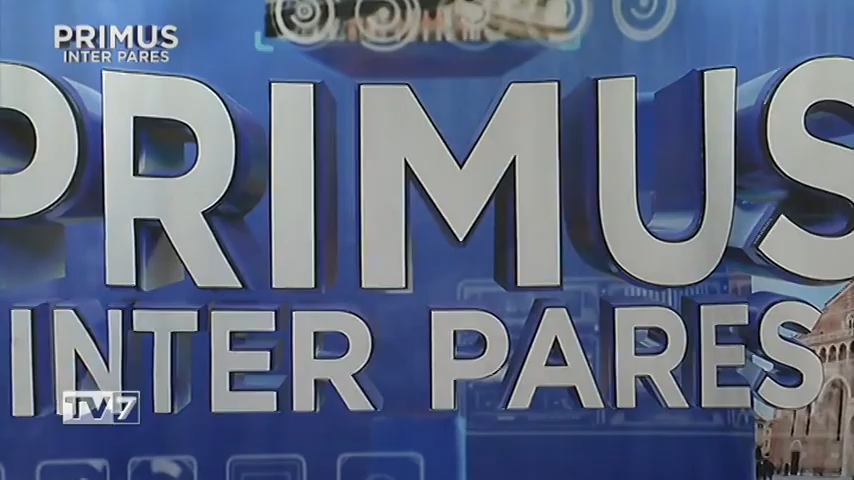 PRIMUS
INTER PARES
PRIMUS
INTER PARES
TV7